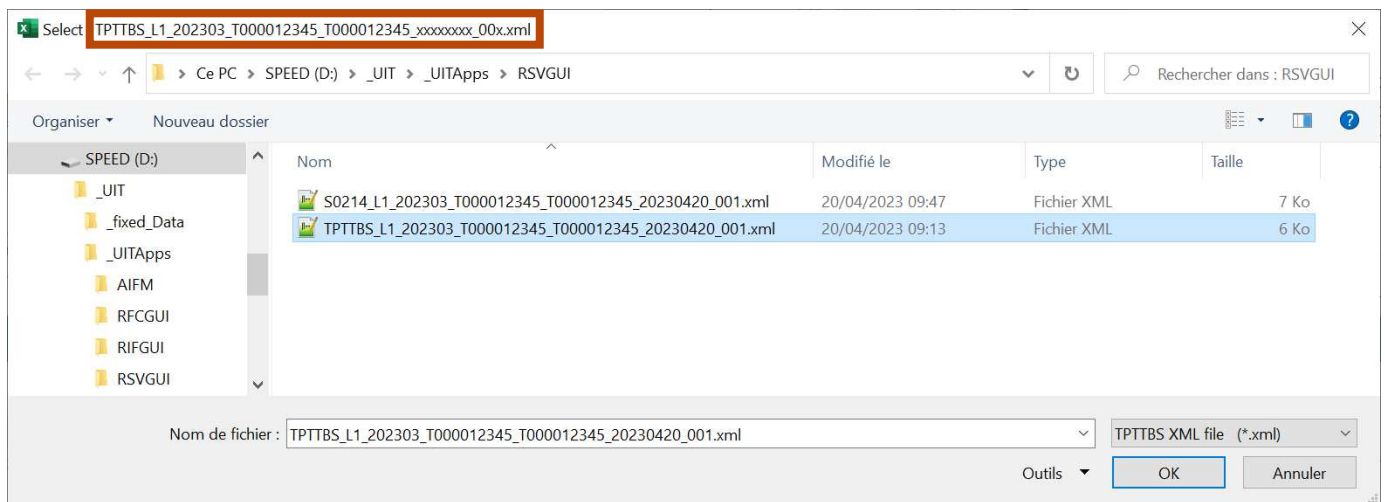 Select TPTTBS_L1_202303_T000012345_T000012345_xxxxxxxx_00x.xml
Ce PC > SPEED (D:) > _UIT > _UITApps > RSVGUI
Rechercher dans : RSVGUI
Organiser
Nouveau dossier
SPEED (D:)
_UIT
_fixed_Data
_UITApps
AIFM
RFCGUI
RIFGUI
RSVGUI
Nom Modifié le Type Taille
S0214_L1_202303_T000012345_T000012345_20230420_001.xml 20/04/2023 09:47 Fichier XML 7 Ko
TPTTBS_L1_202303_T000012345_T000012345_20230420_001.xml 20/04/2023 09:13 Fichier XML 6 Ko
Nom de fichier : TPTTBS_L1_202303_T000012345_T000012345_20230420_001.xml
TPTTBS XML file (*.xml)
Outils
OK
Annuler